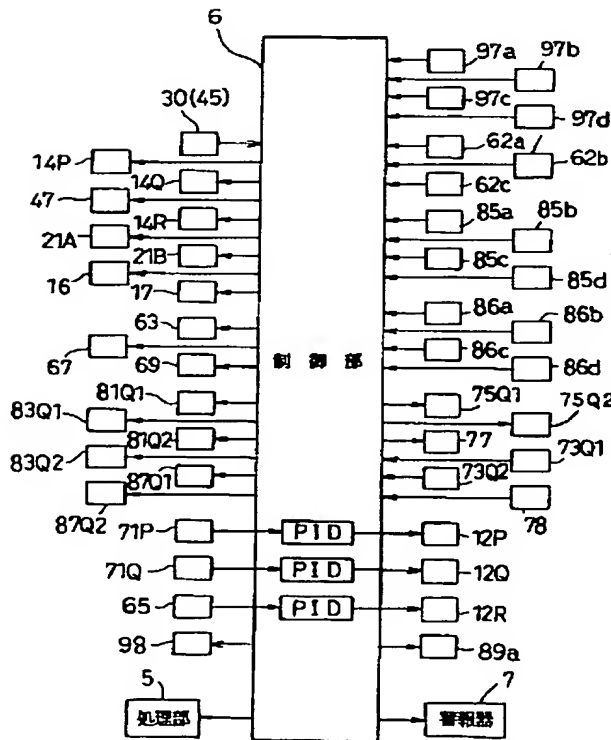 6
97a
97b
97c
97d
30(45)
62a
62b
14P
14Q
62c
47
14R
85a
85b
21A
21B
85c
85d
16
17
86a
86b
63
86c
86d
67
69
制御部
81Q1
75Q1
75Q2
83Q1
81Q2
77
73Q1
83Q2
87Q1
73Q2
87Q2
78
71P
PID
12P
71Q
PID
12Q
65
PID
12R
98
89a
5
7
処理部
警報器